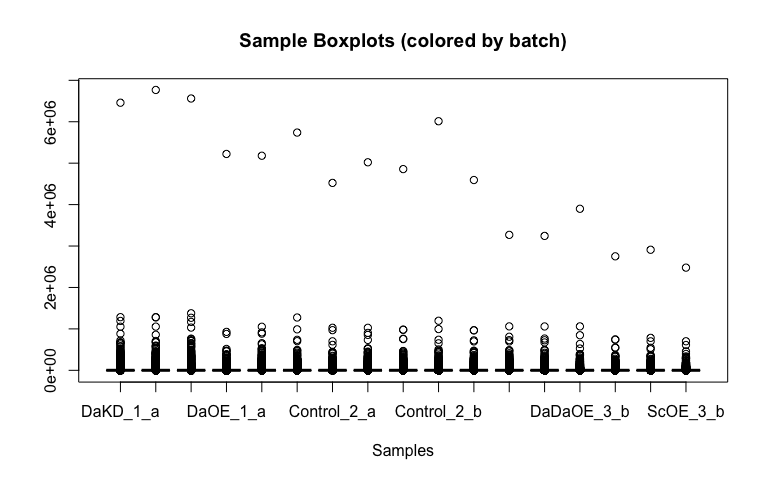 Sample Boxplots (colored by batch)
6e+06
4e+06
2e+06
0e+00
DaKD_1_a DaOE_1_a Control_2_a Control_2_b DaDaOE_3_b ScOE_3_b
Samples